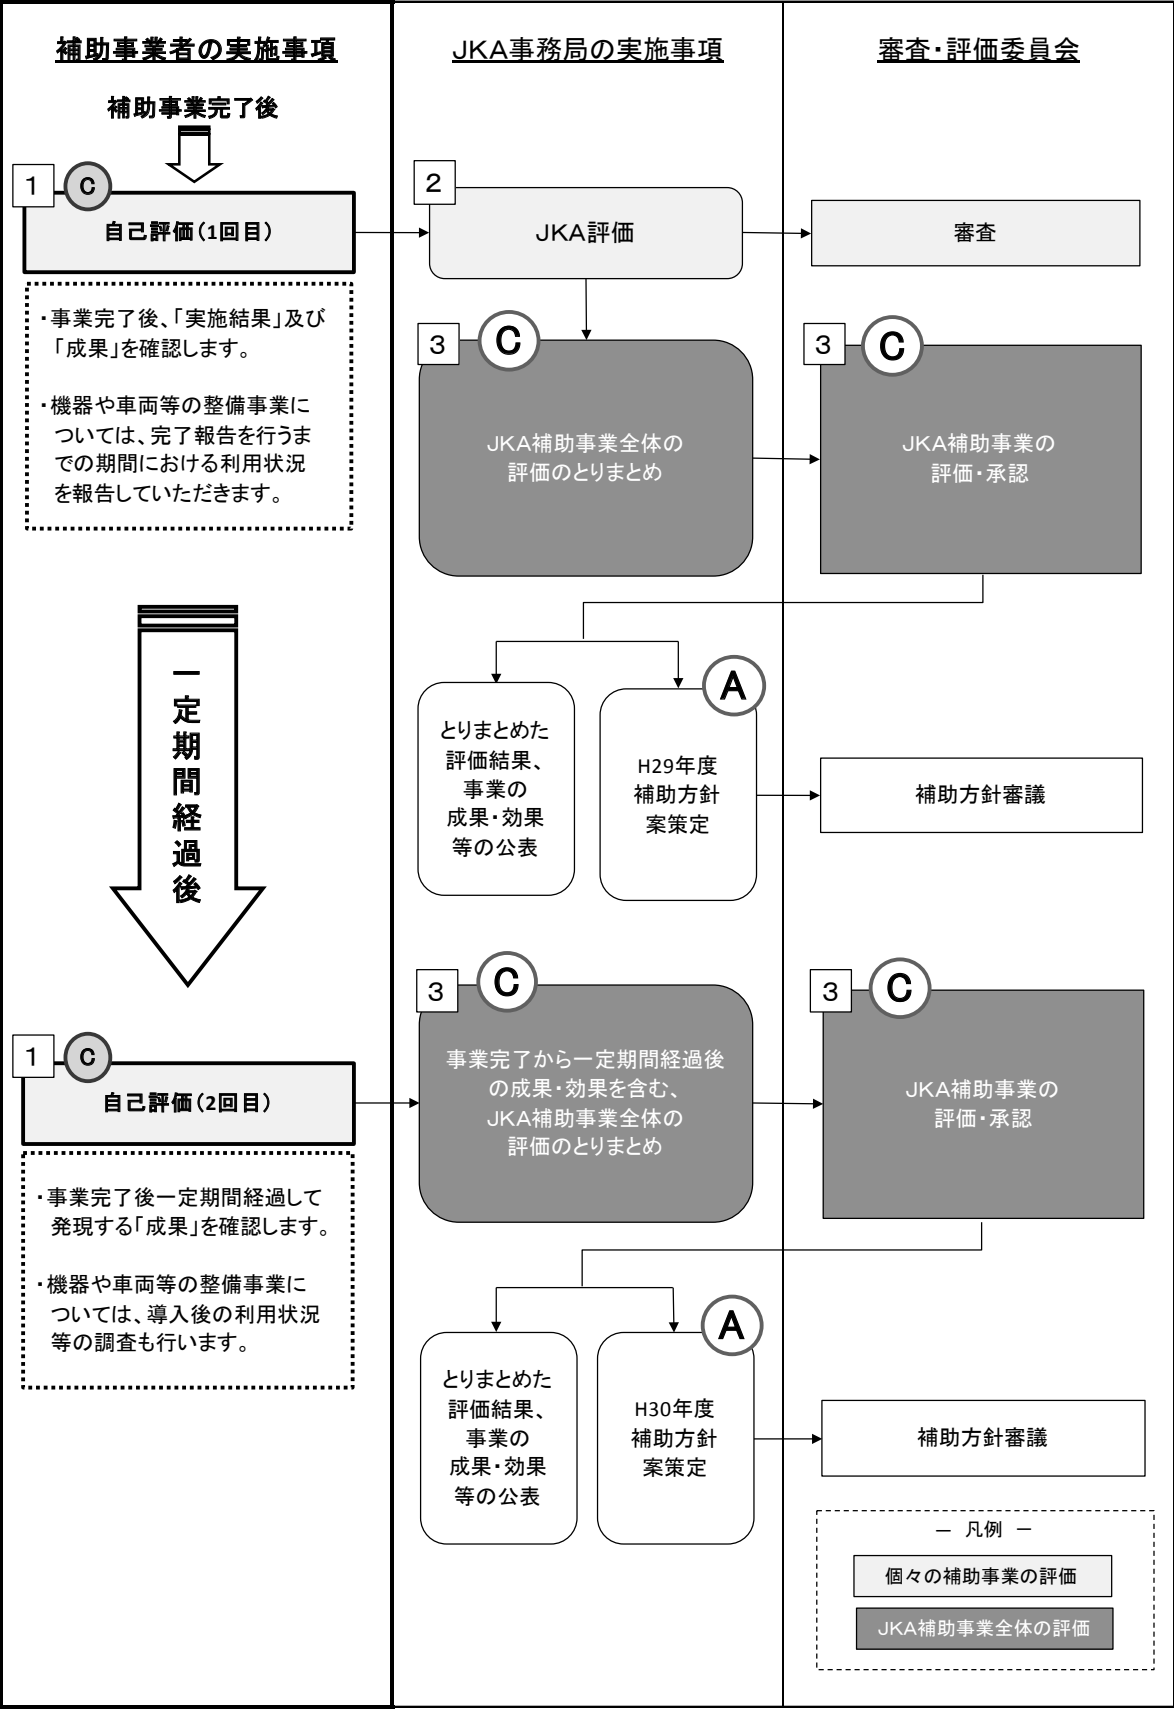 補助事業者の実施事項
JKA事務局の実施事項
審査・評価委員会
補助事業完了後
1
C
自己評価(1回目)
2
JKA評価
審査
・事業完了後、「実施結果」及び
「成果」を確認します。
・機器や車両等の整備事業に
ついては、完了報告を行うま
での期間における利用状況
を報告していただきます。
3
C
JKA補助事業全体の
評価のとりまとめ
3
C
JKA補助事業の
評価・承認
一定期間経過後
とりまとめた
評価結果、
事業の
成果・効果
等の公表
A
H29年度
補助方針
案策定
補助方針審議
1
C
自己評価(2回目)
3
C
事業完了から一定期間経過後
の成果・効果を含む、
JKA補助事業全体の
評価のとりまとめ
3
C
JKA補助事業の
評価・承認
・事業完了後一定期間経過して
発現する「成果」を確認します。
・機器や車両等の整備事業に
ついては、導入後の利用状況
等の調査も行います。
とりまとめた
評価結果、
事業の
成果・効果
等の公表
A
H30年度
補助方針
案策定
補助方針審議
― 凡例 ―
個々の補助事業の評価
JKA補助事業全体の評価